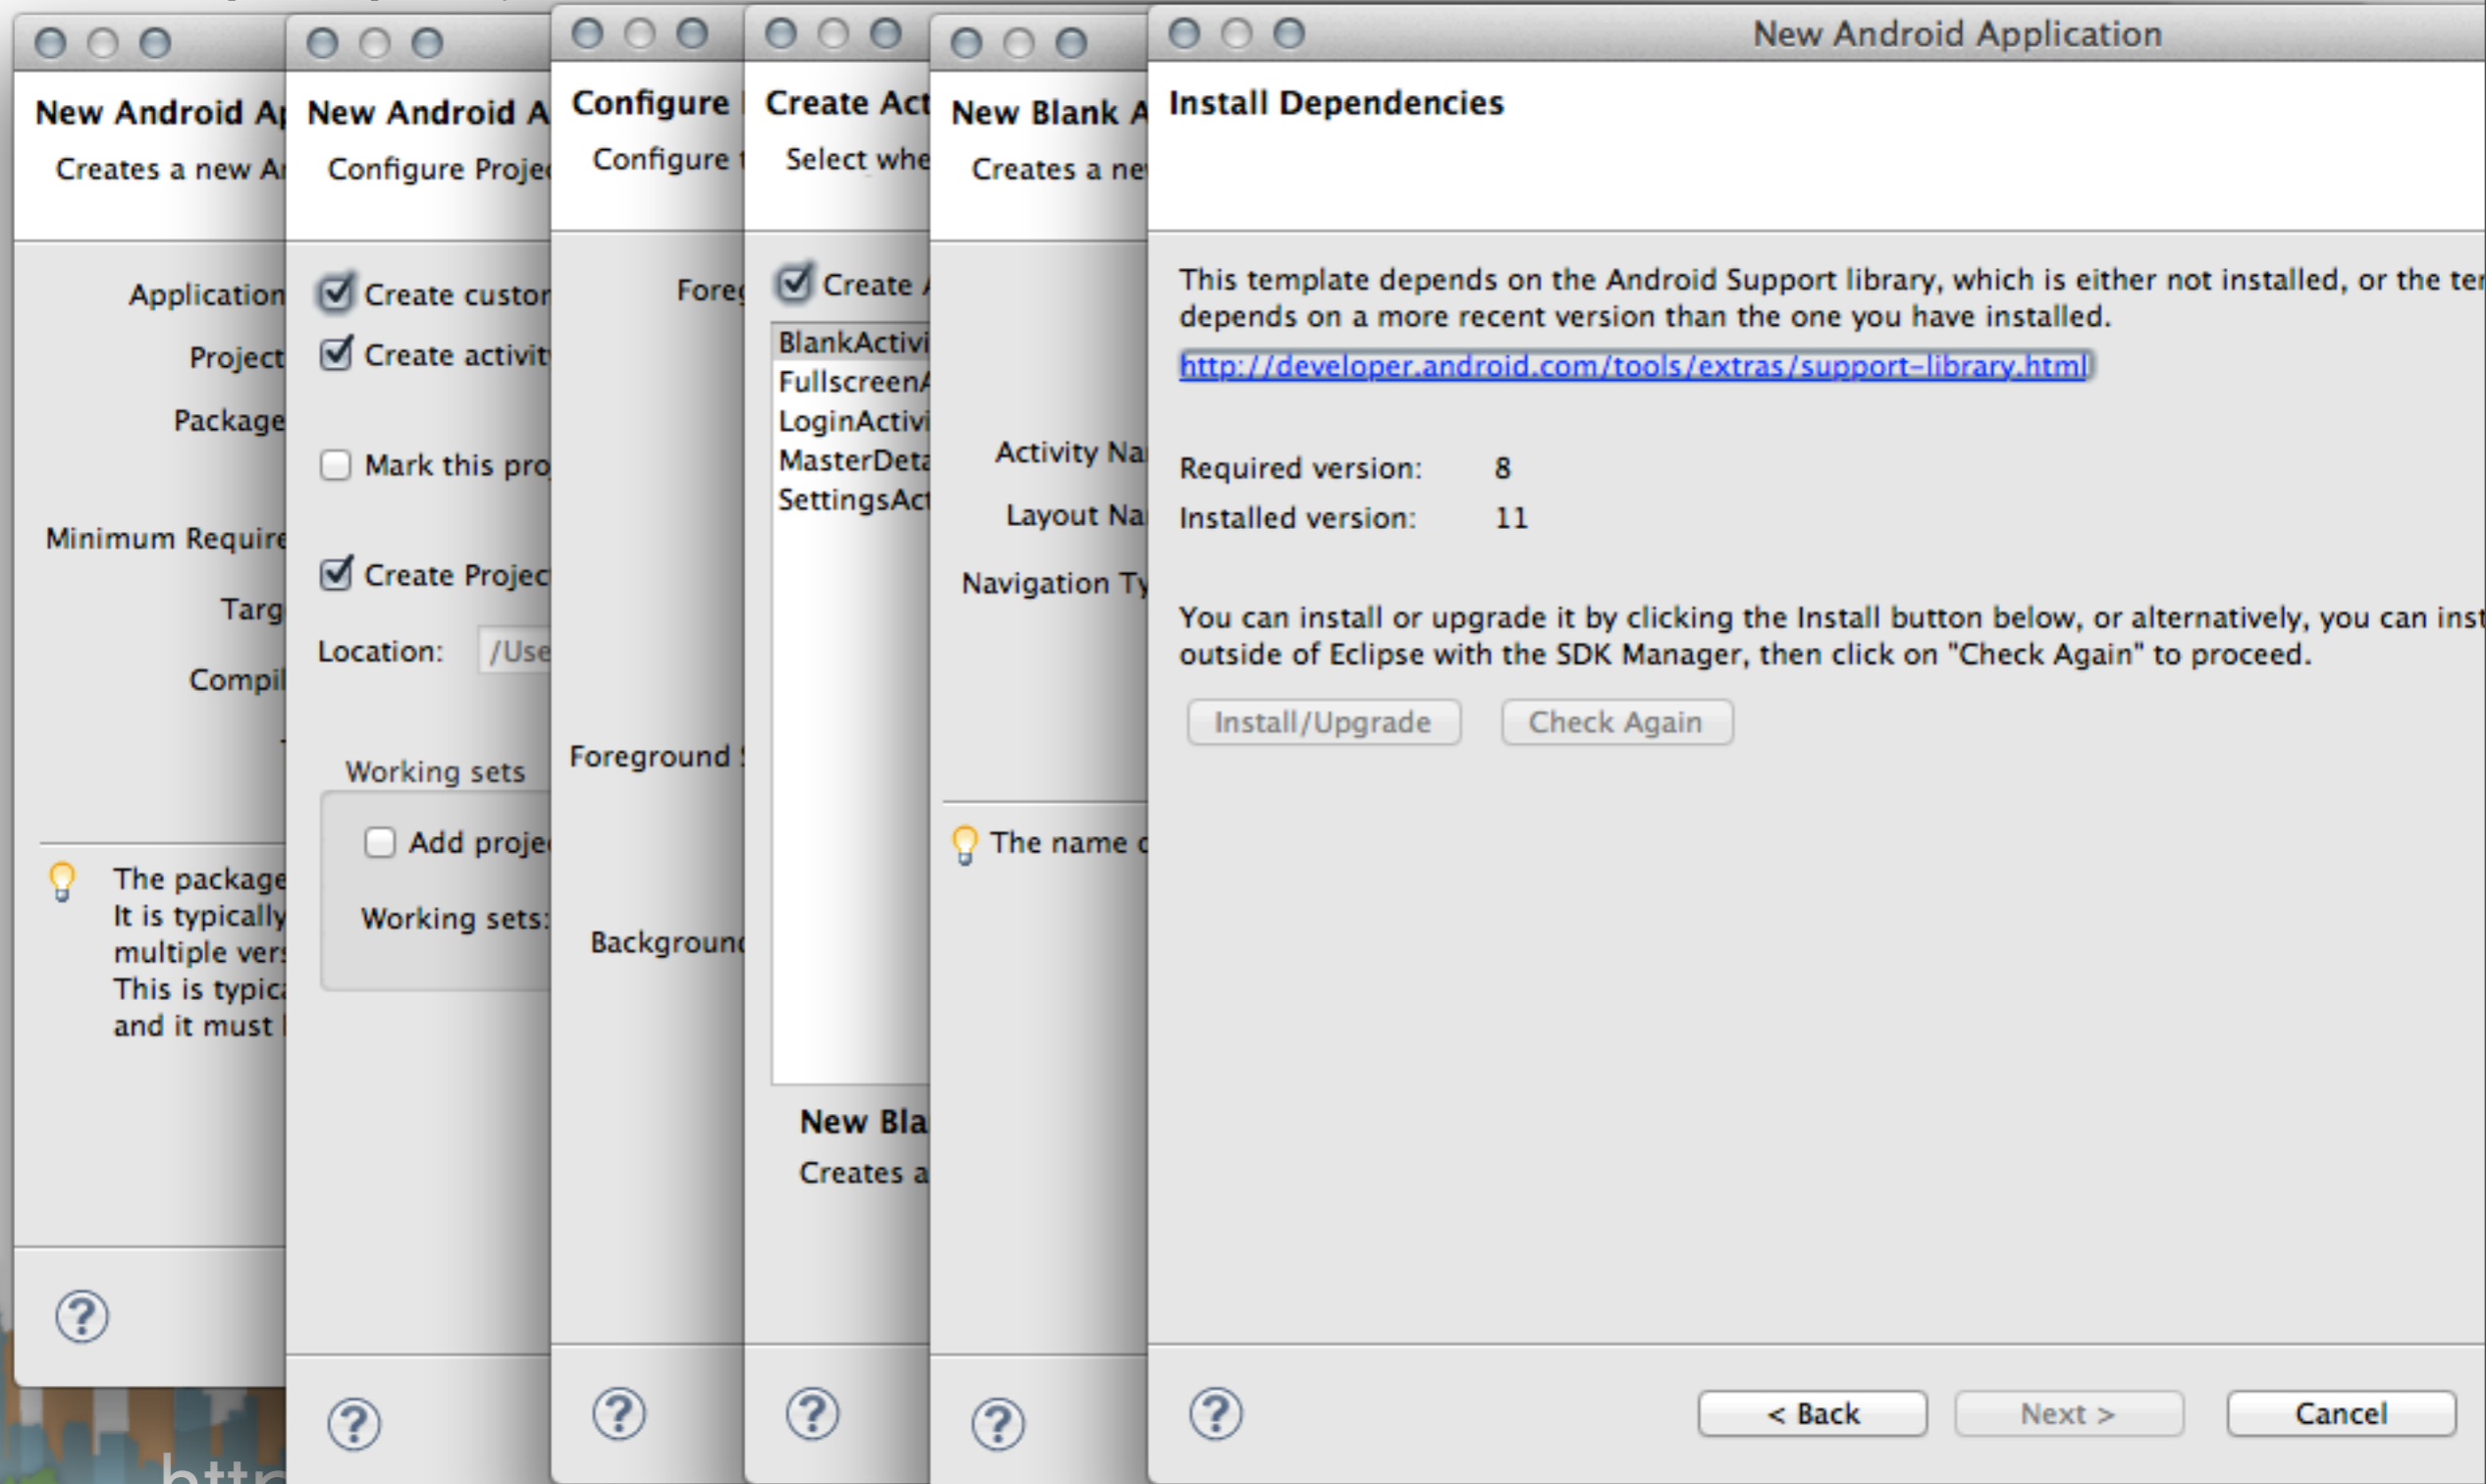 New Android Ap
Creates a new An
Application
Project
Package
Minimum Require
Targ
Compil
The package
It is typically
multiple vers
This is typica
and it must
New Android A
Configure Projec
Create custor
Create activit
Mark this pro
Create Projec
Location: /Use
Working sets
Add projec
Working sets:
Configure
Configure t
Foreg
Foreground S
Background
Create Act
Select whe
Create A
BlankActivi
FullscreenA
LoginActivi
MasterDeta
SettingsAct
New Bla
Creates a
New Blank A
Creates a nev
Activity Nar
Layout Nar
Navigation Ty
The name o
New Android Application
Install Dependencies
This template depends on the Android Support library, which is either not installed, or the ter
depends on a more recent version than the one you have installed.
http://developer.android.com/tools/extras/support-library.html
Required version: 8
Installed version: 11
You can install or upgrade it by clicking the Install button below, or alternatively, you can inst
outside of Eclipse with the SDK Manager, then click on "Check Again" to proceed.
Install/Upgrade Check Again
< Back Next > Cancel
http